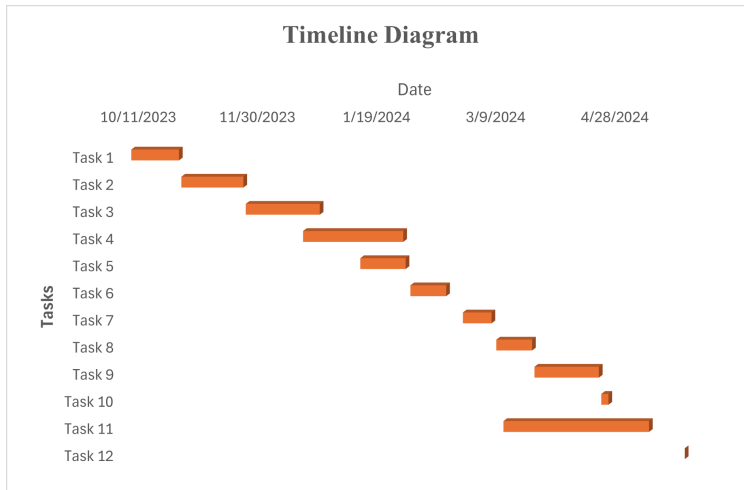 Timeline Diagram
Date
10/11/2023 11/30/2023 1/19/2024 3/9/2024 4/28/2024
Tasks
Task 1
Task 2
Task 3
Task 4
Task 5
Task 6
Task 7
Task 8
Task 9
Task 10
Task 11
Task 12